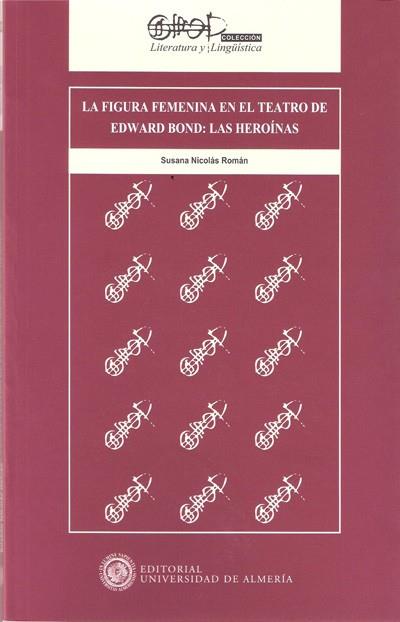 COLECCIÓN
Literatura y Lingüística
LA FIGURA FEMENINA EN EL TEATRO DE
EDWARD BOND: LAS HEROÍNAS
Susana Nicolás Román
EDITORIAL
UNIVERSIDAD DE ALMERÍA